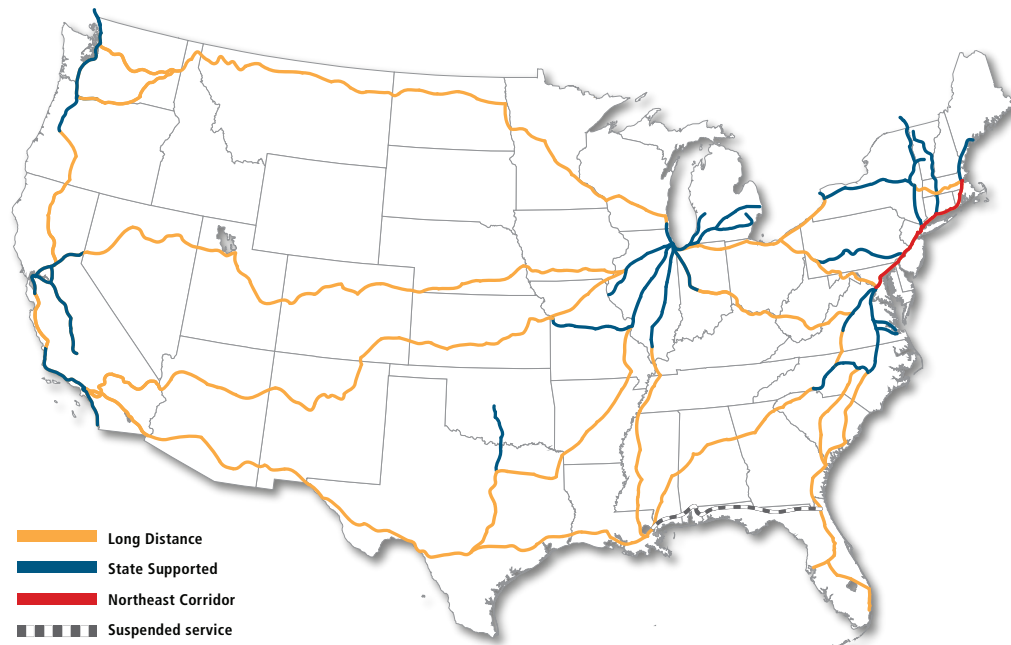 Long Distance
State Supported
Northeast Corridor
Suspended service